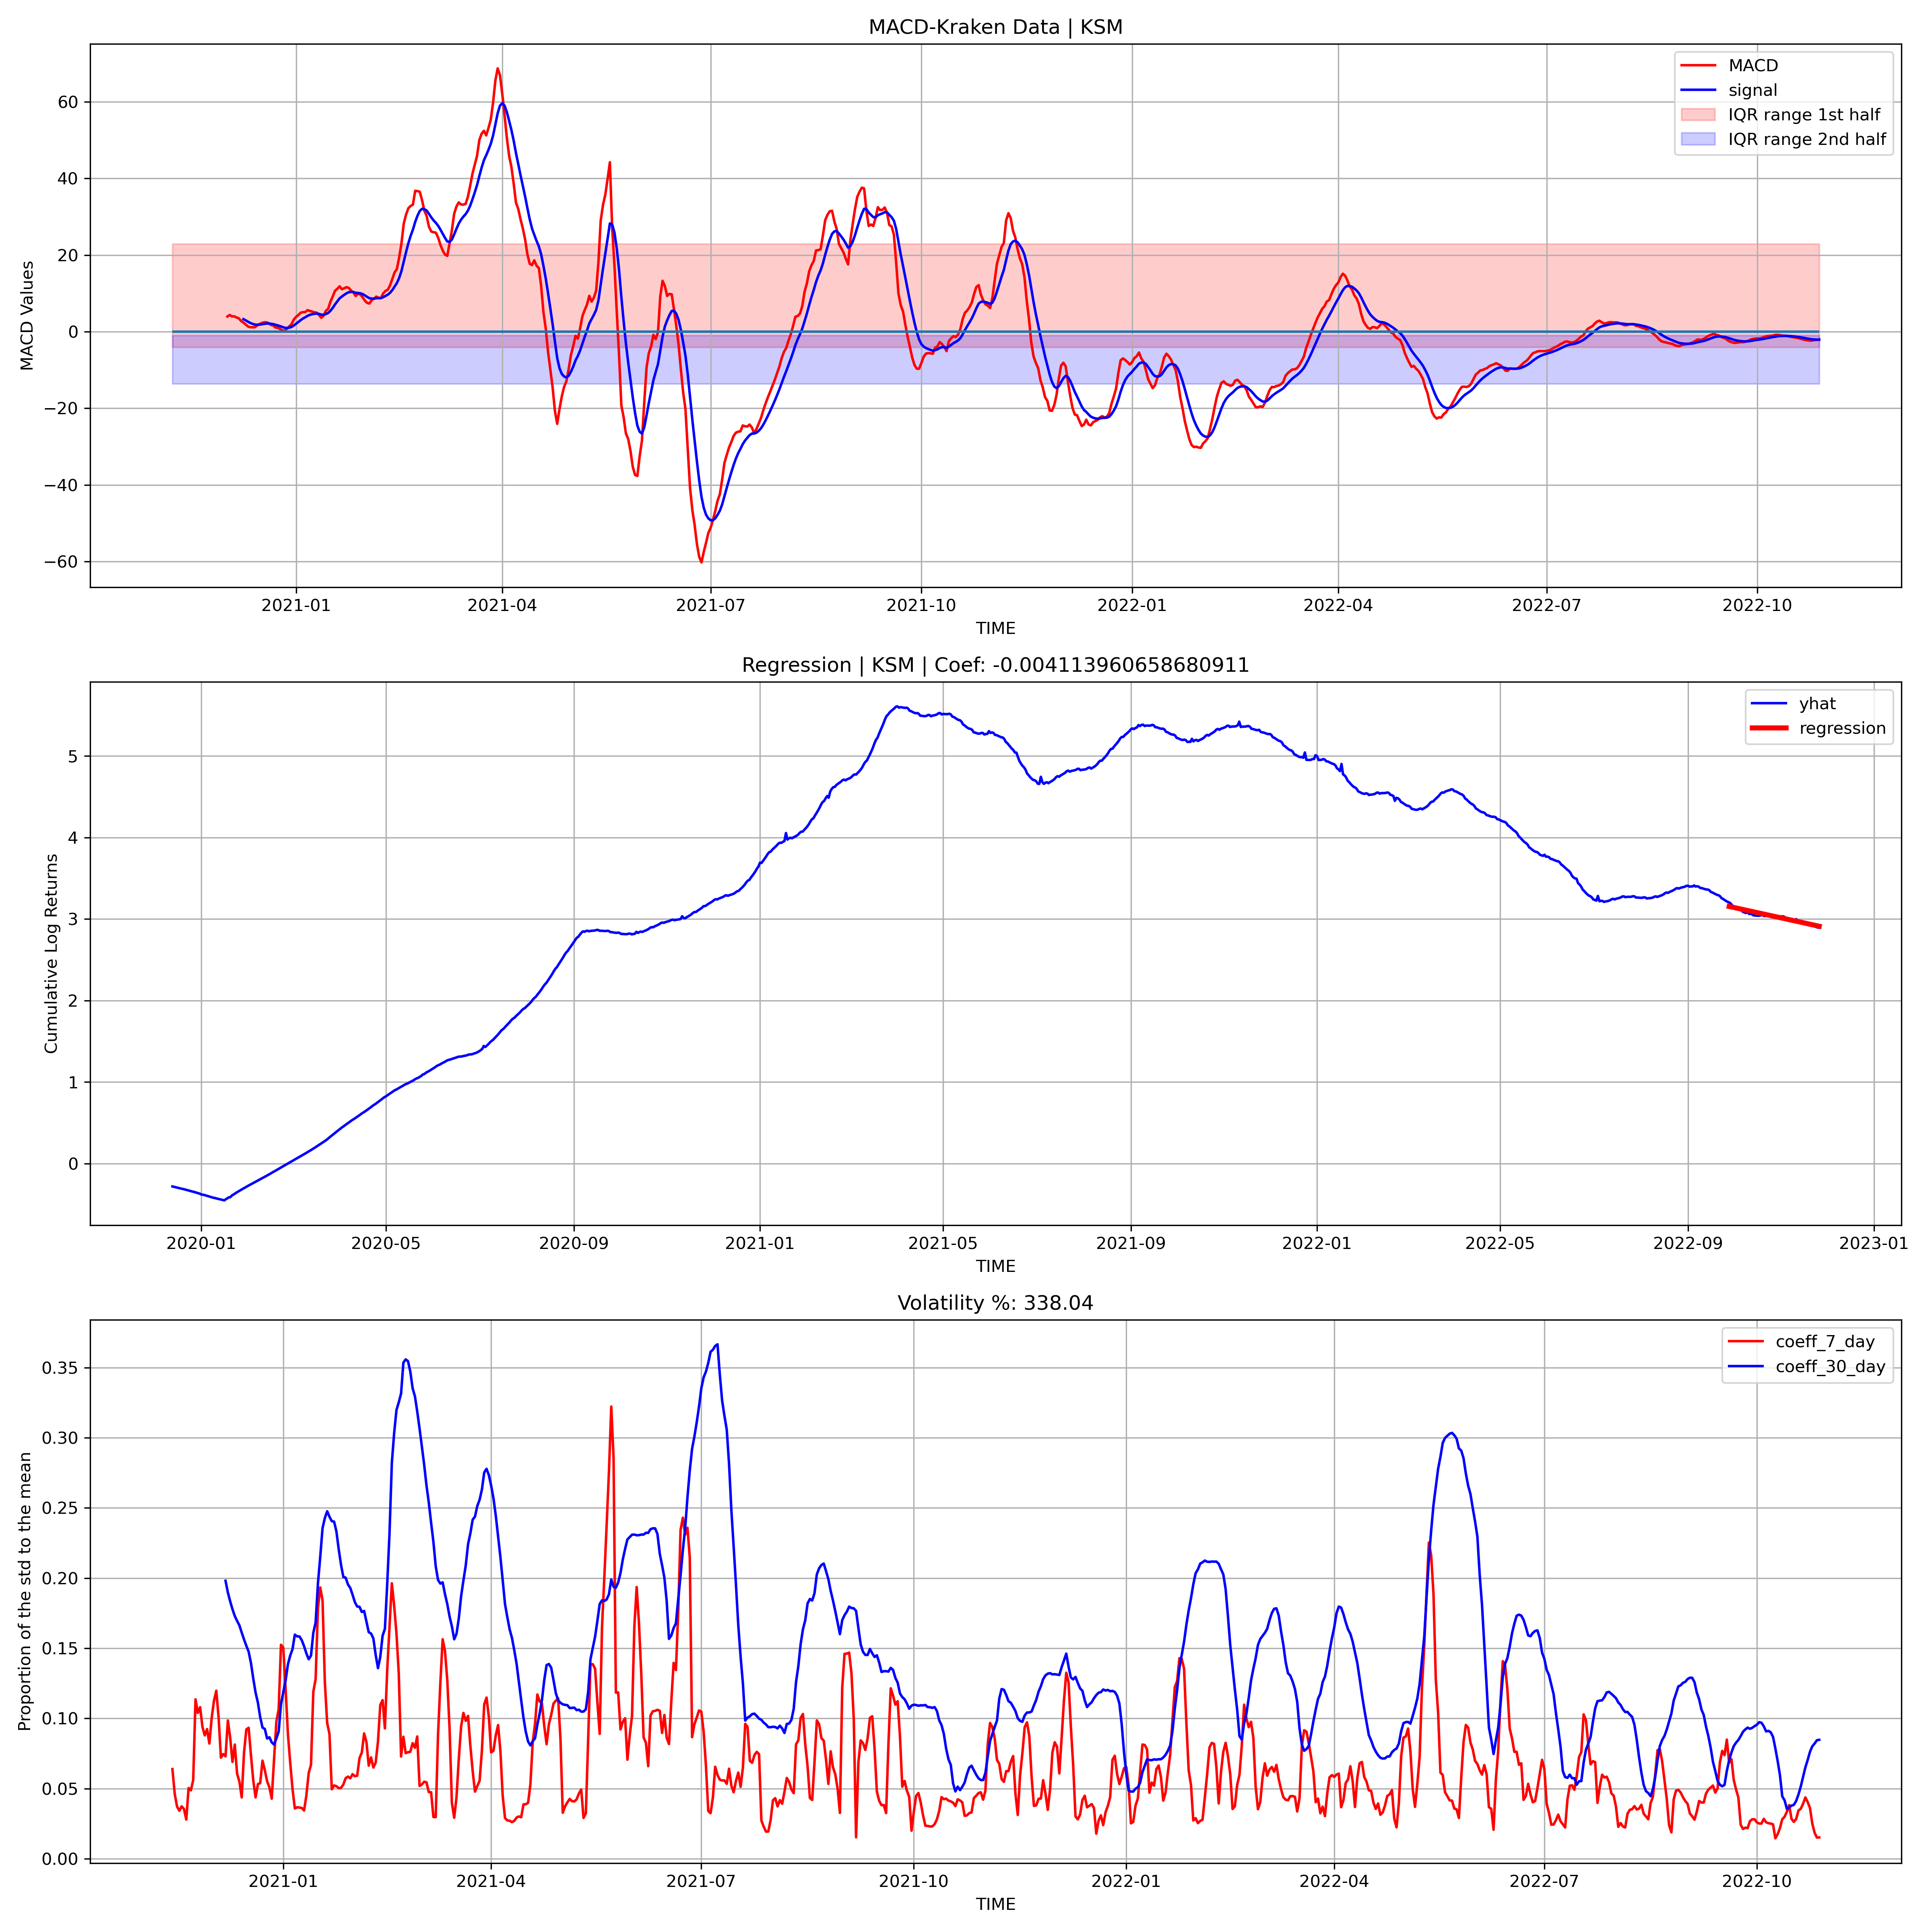 MACD-Kraken Data | KSM
MACD
signal
IQR range 1st half
IQR range 2nd half
MACD Values
60
40
20
0
−20
−40
−60
2021-01 2021-04 2021-07 2021-10 2022-01 2022-04 2022-07 2022-10
TIME
Regression | KSM | Coef: -0.004113960658680911
yhat
regression
Cumulative Log Returns
5
4
3
2
1
0
2020-01 2020-05 2020-09 2021-01 2021-05 2021-09 2022-01 2022-05 2022-09 2023-01
TIME
Volatility %: 338.04
coeff_7_day
coeff_30_day
Proportion of the std to the mean
0.35
0.30
0.25
0.20
0.15
0.10
0.05
0.00
2021-01 2021-04 2021-07 2021-10 2022-01 2022-04 2022-07 2022-10
TIME